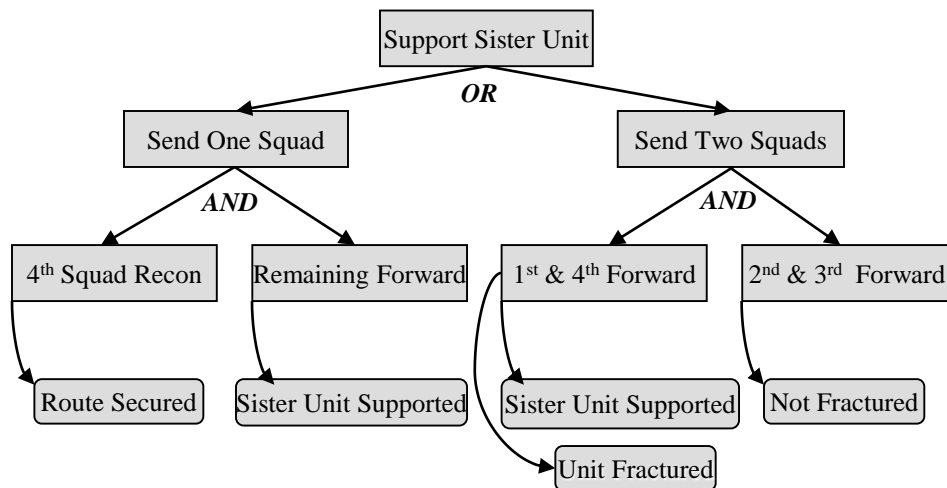 Support Sister Unit
OR
Send One Squad
Send Two Squads
AND
AND
4th Squad Recon
Remaining Forward
1st & 4th Forward
2nd & 3rd Forward
Route Secured
Sister Unit Supported
Sister Unit Supported
Not Fractured
Unit Fractured